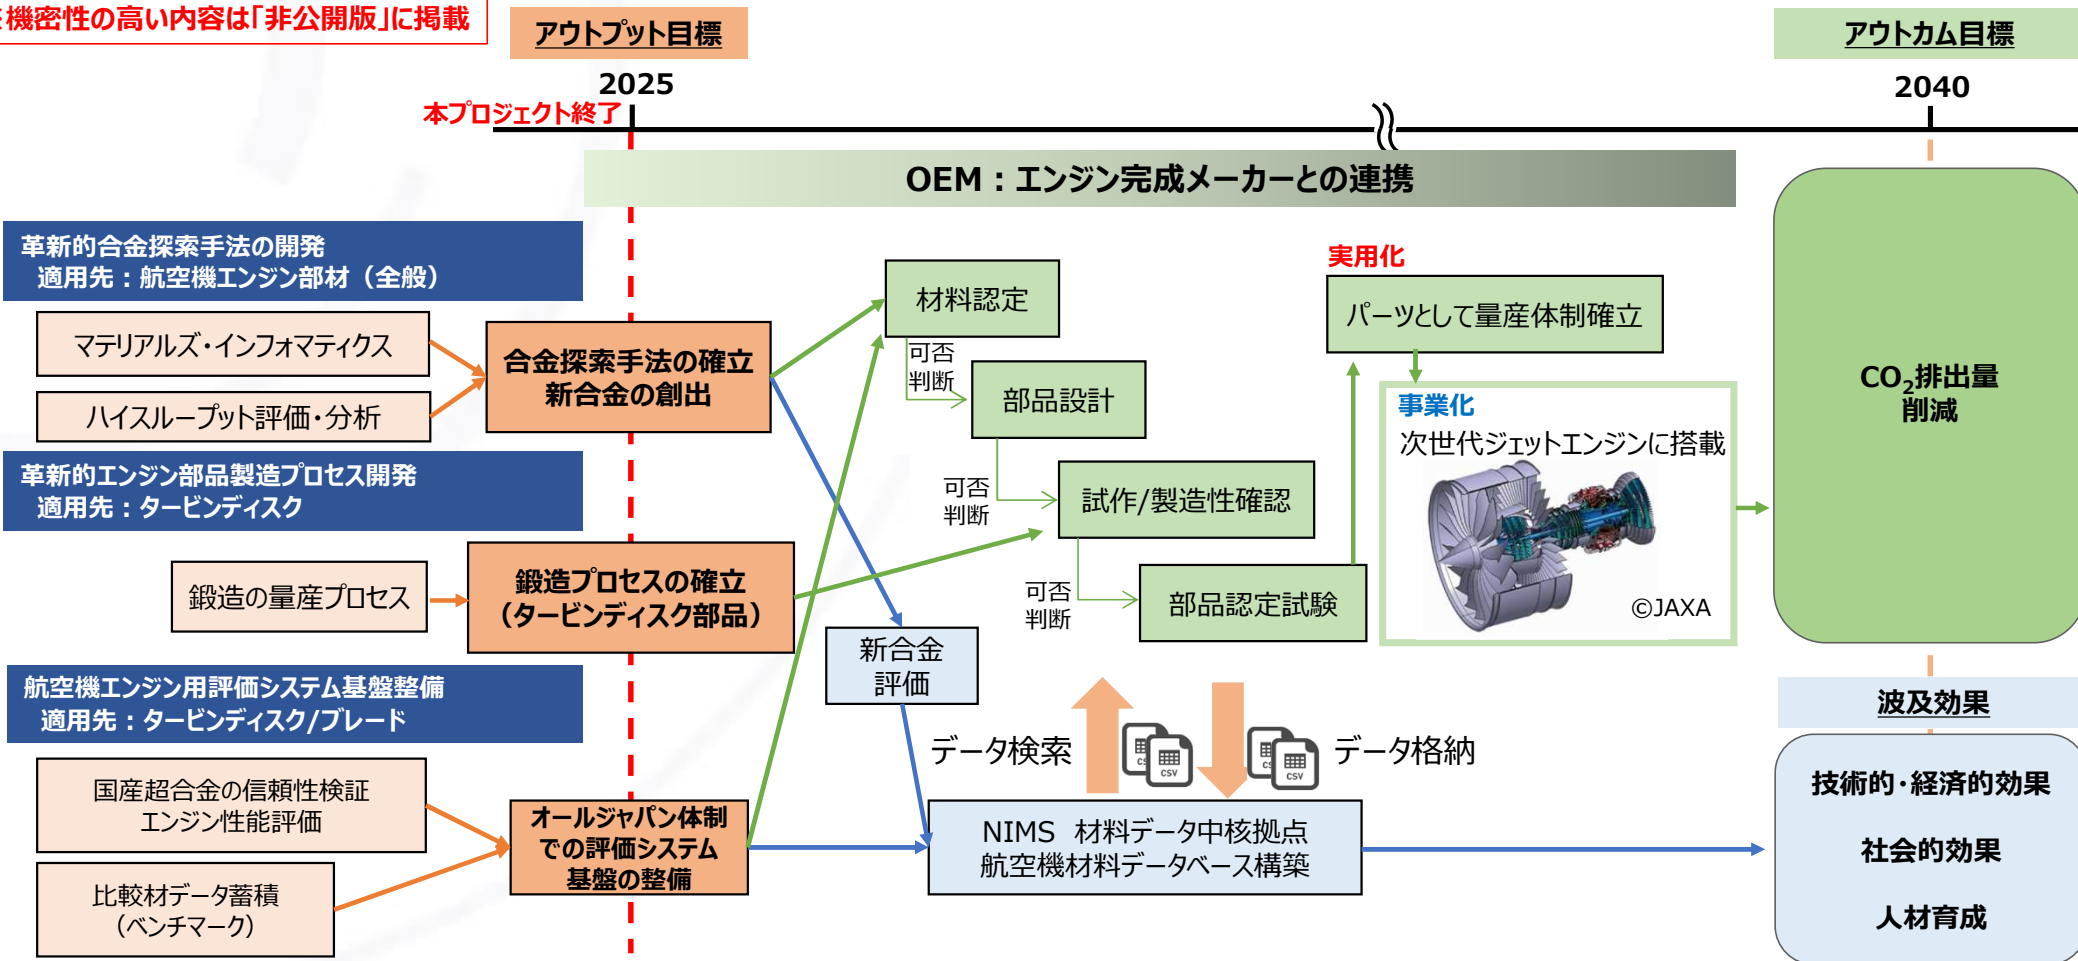 機密性の高い内容は｢非公開版｣に掲載
アウトプット目標
アウトカム目標
2025
2040
本プロジェクト終了
OEM：エンジン完成メーカーとの連携
革新的合金探索手法の開発
適用先：航空機エンジン部材（全般）
マテリアルズ・インフォマティクス
ハイスループット評価・分析
合金探索手法の確立
新合金の創出
革新的エンジン部品製造プロセス開発
適用先：タービンディスク
鍛造の量産プロセス
鍛造プロセスの確立
（タービンディスク部品）
航空機エンジン用評価システム基盤整備
適用先：タービンディスク/ブレード
国産超合金の信頼性検証
エンジン性能評価
比較材データ蓄積
（ベンチマーク）
オールジャパン体制
での評価システム
基盤の整備
材料認定
可否
判断
部品設計
可否
判断
試作/製造性確認
可否
判断
部品認定試験
新合金
評価
実用化
パーツとして量産体制確立
事業化
次世代ジェットエンジンに搭載
©JAXA
データ検索
CSV
CSV
データ格納
NIMS 材料データ中核拠点
航空機材料データベース構築
CO₂排出量
削減
波及効果
技術的・経済的効果
社会的効果
人材育成